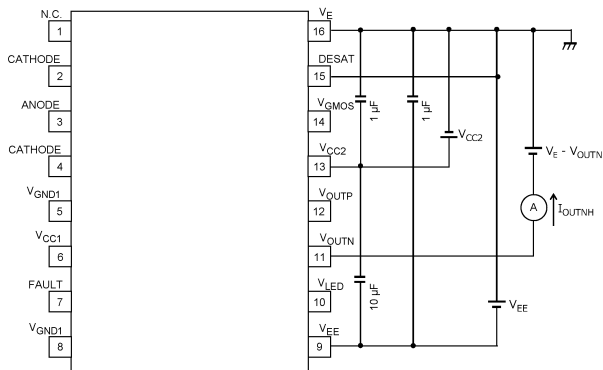 N.C.
1
CATHODE
2
ANODE
3
CATHODE
4
VGND1
5
VCC1
6
FAULT
7
VGND1
8
VE
16
DESAT
15
VGMOS
14
VCC2
13
VOUTP
12
VOUTN
11
VLED
10
VEE
9
1 µF
1 µF
10 µF
VCC2
VE - VOUTN
A
IOUTNH
VEE